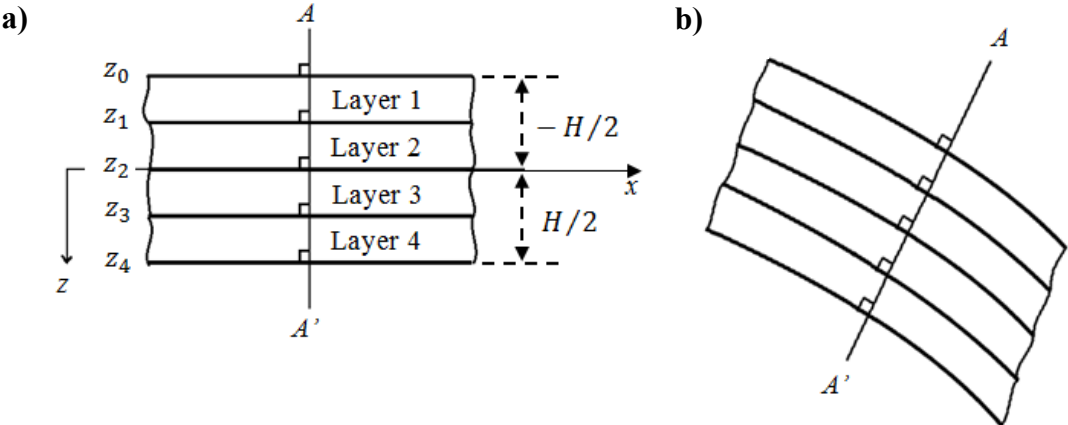 a)
A
z0
Layer 1
z1
− H/2
Layer 2
z2
x
Layer 3
z3
H/2
Layer 4
z4
z
A’
b)
A
A’